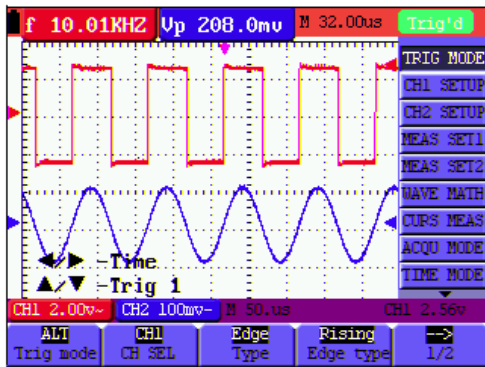 f 10.01KHZ Vp 208.0mv M 32.00us Trig'd
TRIG MODE
CH1 SETUP
CH2 SETUP
MEAS SET1
MEAS SET2
WAVE MATH
CURS MEAS
ACQU MODE
TIME MODE
◀/▶ -Time
▲/▼ -Trig 1
CH1 2.00v~ CH2 100mv- M 50.us CH1 2.56v
ALT CH1 Edge Rising -->
Trig mode CH SEL Type Edge type 1/2